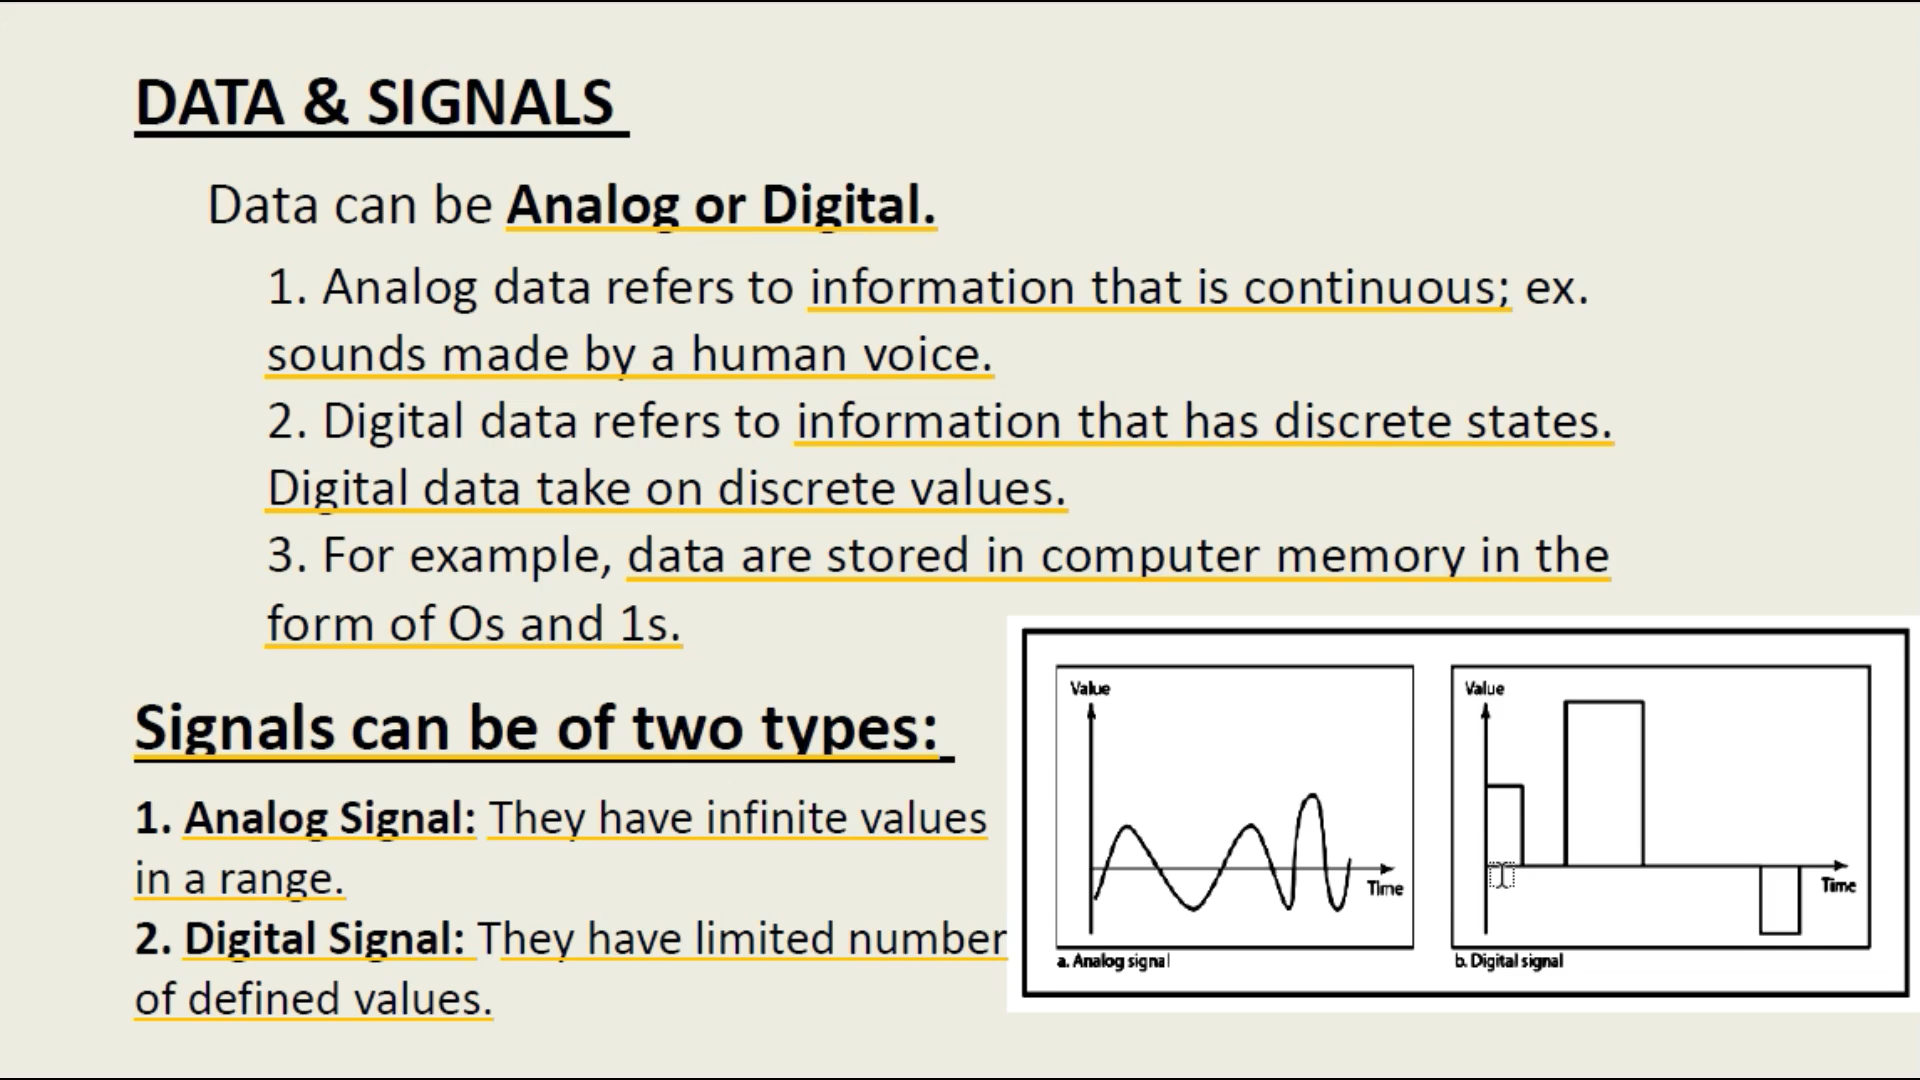 DATA & SIGNALS
Data can be Analog or Digital.
1. Analog data refers to information that is continuous; ex.
sounds made by a human voice.
2. Digital data refers to information that has discrete states.
Digital data take on discrete values.
3. For example, data are stored in computer memory in the
form of Os and 1s.
Signals can be of two types:
1. Analog Signal: They have infinite values
in a range.
2. Digital Signal: They have limited number
of defined values.
Value
Time
a. Analog signal
Value
Time
b. Digital signal